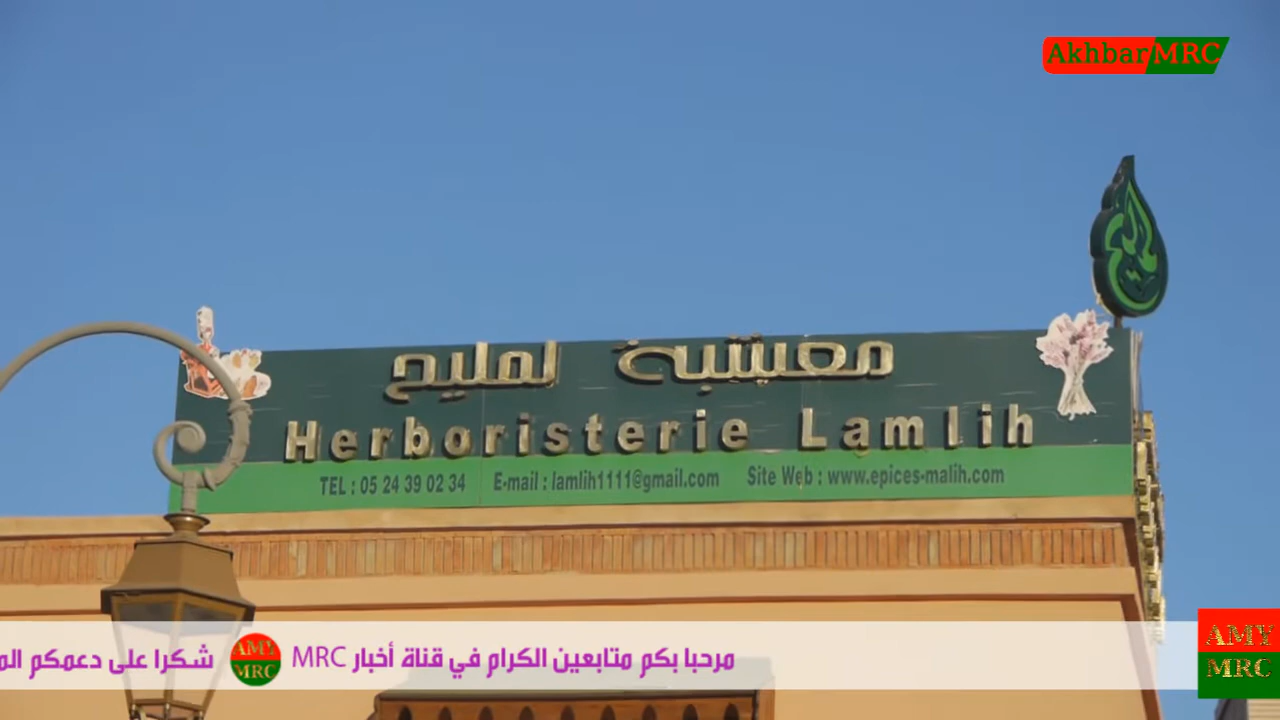 AkhbarMRC
معيشبة لمليح
Herboristerie Lamlih
TEL : 05 24 39 02 34 E-mail : lamlih1111@gmail.com Site Web : www.epices-malih.com
مرحبا بكم متابعين الكرام في قناة أخبار MRC
AMY
MRC
شكرا على دعمكم
AMY
MRC